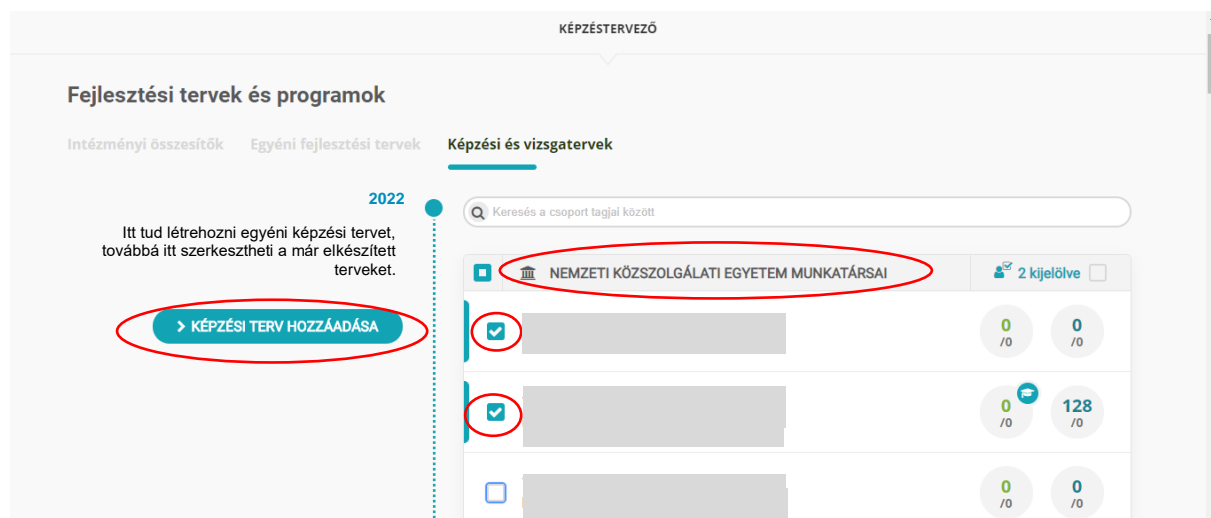 KÉPZÉSTERVEZŐ
Fejlesztési tervek és programok
Intézményi összesítők Egyéni fejlesztési tervek Képzési és vizsgatervek
2022
Itt tud létrehozni egyéni képzési tervet,
továbbá itt szerkesztheti a már elkészített
terveket.
> KÉPZÉSI TERV HOZZÁADÁSA
Keresés a csoport tagjai között
NEMZETI KÖZSZOLGÁLATI EGYETEM MUNKATÁRSAI 2 kijelölve
0 0
/0 /0
0 128
/0 /0
0 0
/0 /0